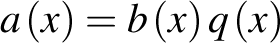 a(x) = b(x)q(x)